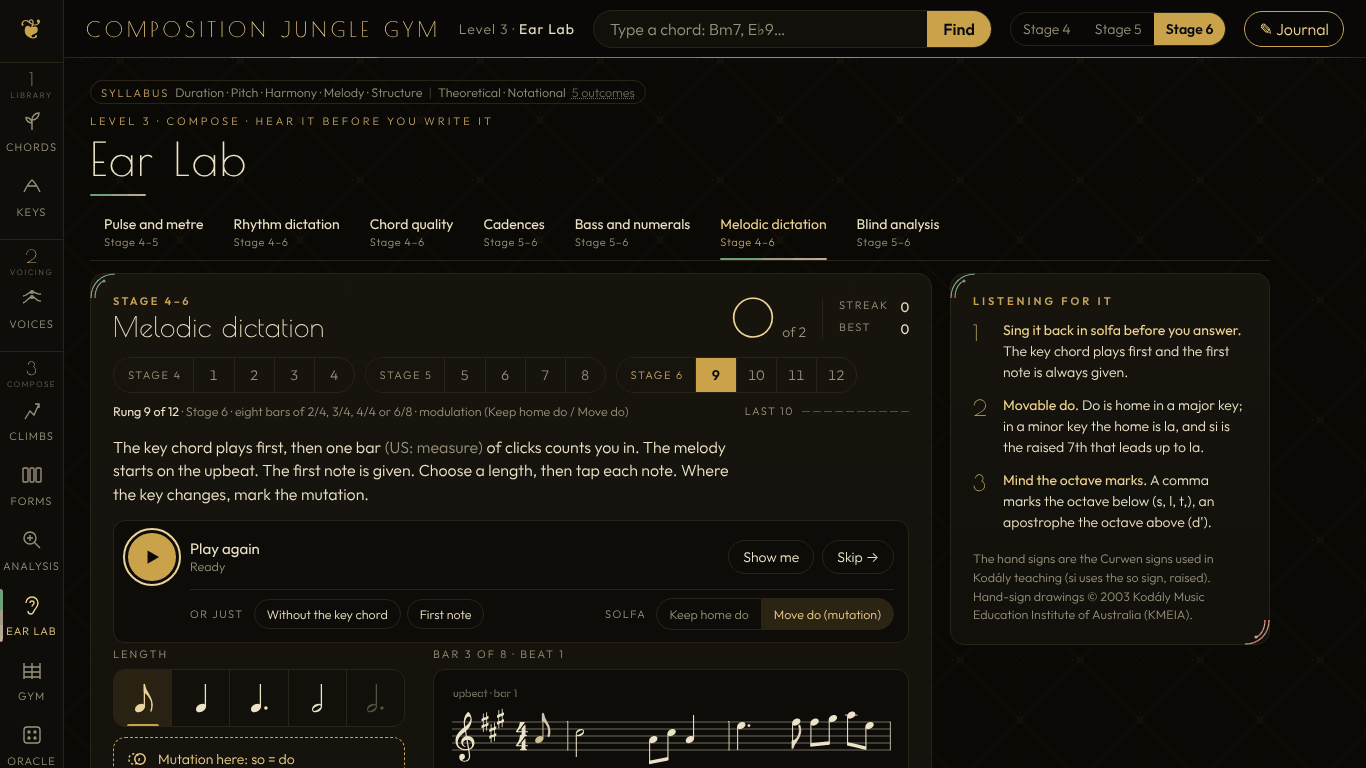 COMPOSITION JUNGLE GYM
Level 3 · Ear Lab
Type a chord: Bm7, E♭9...
Find
Stage 4
Stage 5
Stage 6
✎ Journal
1
LIBRARY
CHORDS
KEYS
2
VOICING
VOICES
3
COMPOSE
CLIMBS
FORMS
ANALYSIS
EAR LAB
GYM
ORACLE
SYLLABUS Duration · Pitch · Harmony · Melody · Structure | Theoretical · Notational 5 outcomes
LEVEL 3 · COMPOSE · HEAR IT BEFORE YOU WRITE IT
Ear Lab
Pulse and metre
Stage 4–5
Rhythm dictation
Stage 4–6
Chord quality
Stage 4–6
Cadences
Stage 5–6
Bass and numerals
Stage 5–6
Melodic dictation
Stage 4–6
Blind analysis
Stage 5–6
STAGE 4–6
Melodic dictation
of 2
STREAK 0
BEST 0
STAGE 4 1 2 3 4
STAGE 5 5 6 7 8
STAGE 6 9 10 11 12
Rung 9 of 12 · Stage 6 · eight bars of 2/4, 3/4, 4/4 or 6/8 · modulation (Keep home do / Move do)
LAST 10
The key chord plays first, then one bar (US: measure) of clicks counts you in. The melody
starts on the upbeat. The first note is given. Choose a length, then tap each note. Where
the key changes, mark the mutation.
Play again
Ready
Show me
Skip →
OR JUST
Without the key chord
First note
SOLFA
Keep home do
Move do (mutation)
LENGTH
Mutation here: so = do
BAR 3 OF 8 · BEAT 1
upbeat · bar 1
4
4
LISTENING FOR IT
1
Sing it back in solfa before you answer.
The key chord plays first and the first
note is always given.
2
Movable do. Do is home in a major key;
in a minor key the home is la, and si is
the raised 7th that leads up to la.
3
Mind the octave marks. A comma
marks the octave below (s, l, t,), an
apostrophe the octave above (d').
The hand signs are the Curwen signs used in
Kodály teaching (si uses the so sign, raised).
Hand-sign drawings © 2003 Kodály Music
Education Institute of Australia (KMEIA).